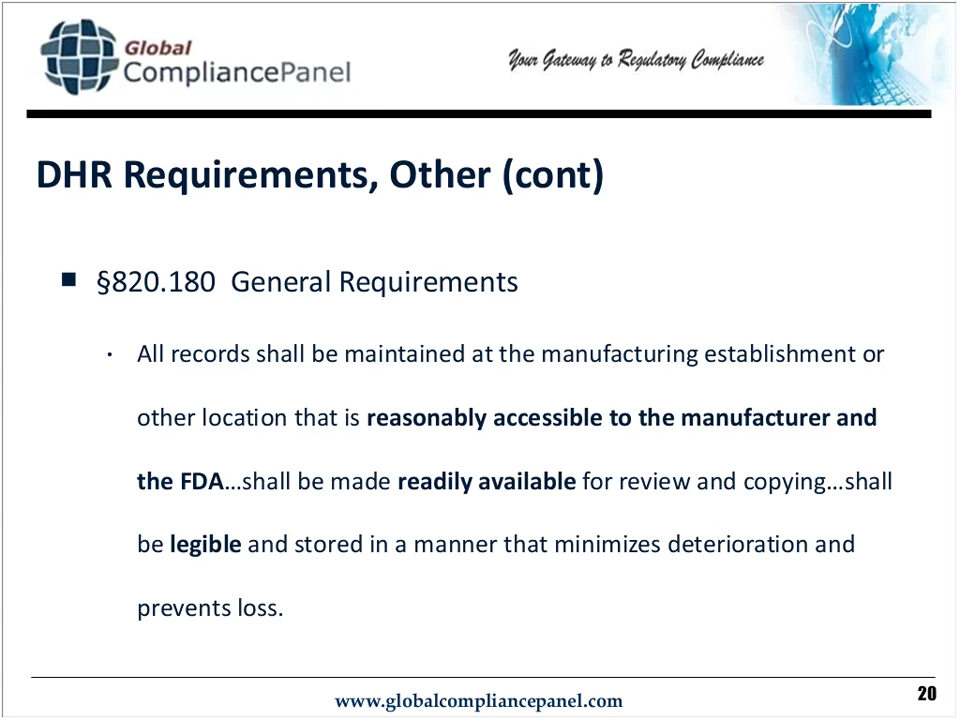 Global
CompliancePanel
Your Gateway to Regulatory Compliance
DHR Requirements, Other (cont)
§820.180  General Requirements
All records shall be maintained at the manufacturing establishment or
other location that is reasonably accessible to the manufacturer and
the FDA…shall be made readily available for review and copying…shall
be legible and stored in a manner that minimizes deterioration and
prevents loss.
www.globalcompliancepanel.com
20